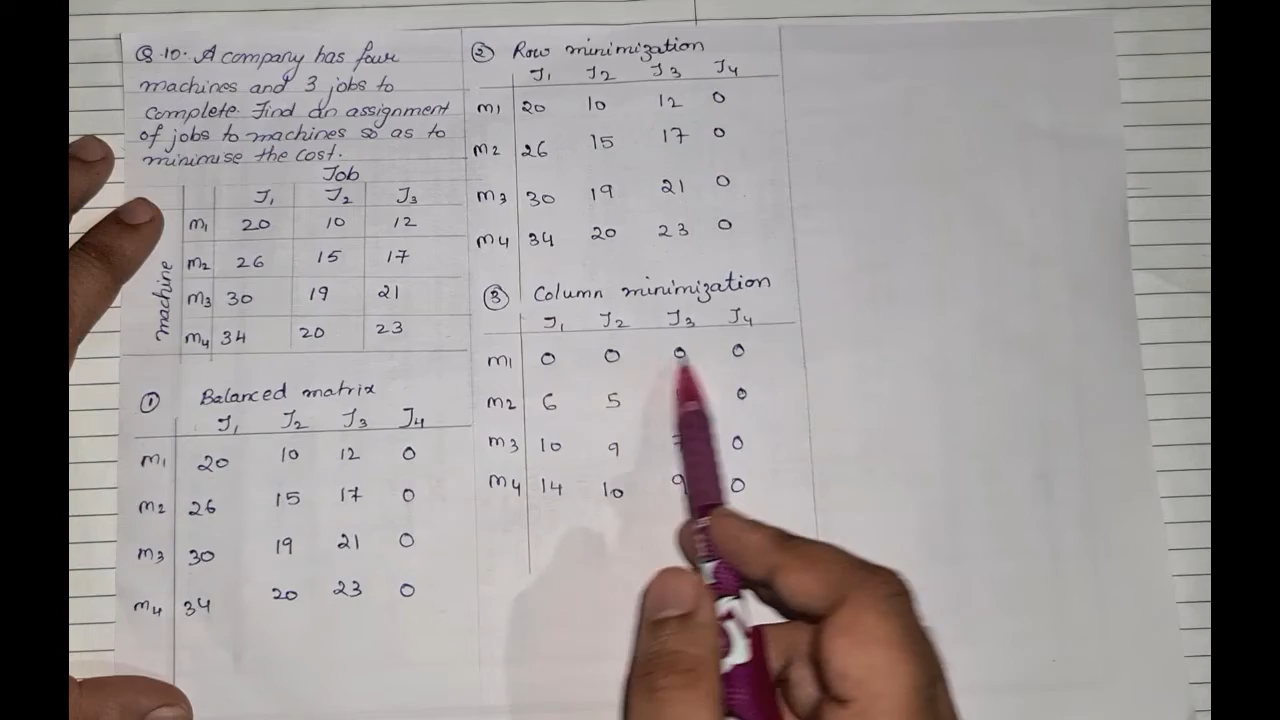 Q.10. A company has four
machines and 3 jobs to
complete. Find an assignment
of jobs to machines so as to
minimise the cost.
Job
J1 J2 J3
machine
m1 20 10 12
m2 26 15 17
m3 30 19 21
m4 34 20 23
① Balanced matrix
J1 J2 J3 J4
m1 20 10 12 0
m2 26 15 17 0
m3 30 19 21 0
m4 34 20 23 0
② Row minimization
J1 J2 J3 J4
m1 20 10 12 0
m2 26 15 17 0
m3 30 19 21 0
m4 34 20 23 0
③ Column minimization
J1 J2 J3 J4
m1 0 0 0 0
m2 6 5 0
m3 10 9 0
m4 14 10 9 0